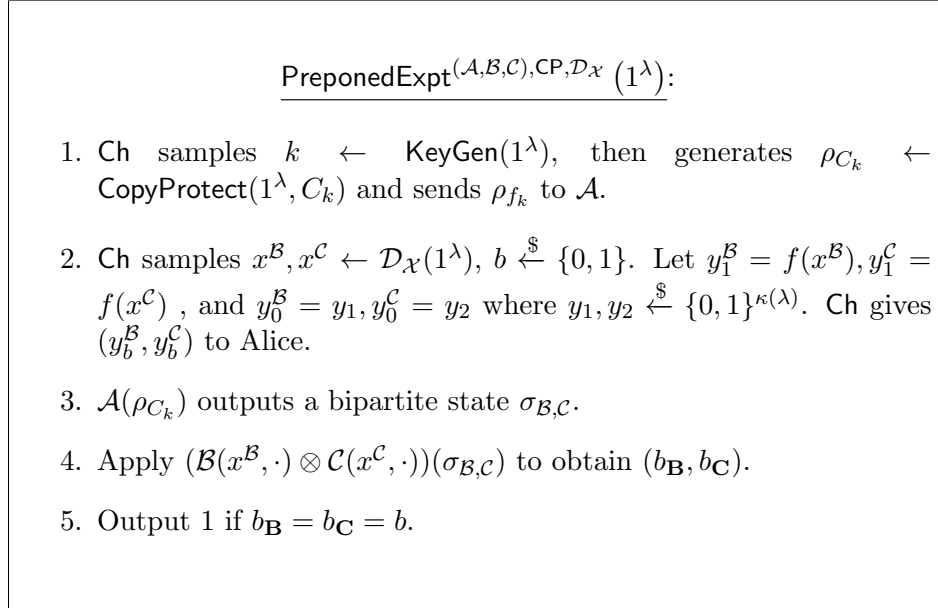 PreponedExpt^{(𝒜,ℬ,𝒞),CP,𝒟_𝒳} (1^λ):
1. Ch samples k ← KeyGen(1^λ), then generates ρ_{C_k} ←
CopyProtect(1^λ, C_k) and sends ρ_{f_k} to 𝒜.
2. Ch samples x^ℬ, x^𝒞 ← 𝒟_𝒳(1^λ), b ←^$ {0, 1}. Let y_1^ℬ = f(x^ℬ), y_1^𝒞 =
f(x^𝒞) , and y_0^ℬ = y_1, y_0^𝒞 = y_2 where y_1, y_2 ←^$ {0, 1}^{κ(λ)}. Ch gives
(y_b^ℬ, y_b^𝒞) to Alice.
3. 𝒜(ρ_{C_k}) outputs a bipartite state σ_{ℬ,𝒞}.
4. Apply (ℬ(x^ℬ, ·) ⊗ 𝒞(x^𝒞, ·))(σ_{ℬ,𝒞}) to obtain (b_𝐁, b_𝐂).
5. Output 1 if b_𝐁 = b_𝐂 = b.